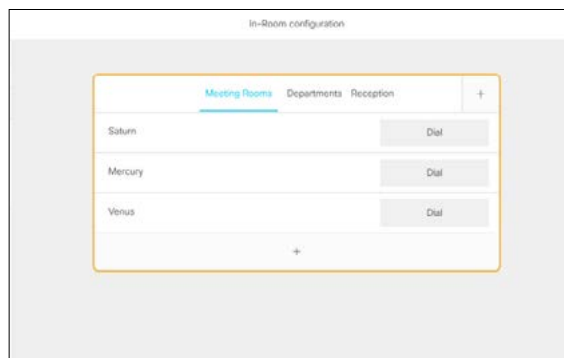 In-Room configuration
Meeting Rooms Departments Reception +
Saturn Dial
Mercury Dial
Venus Dial
+